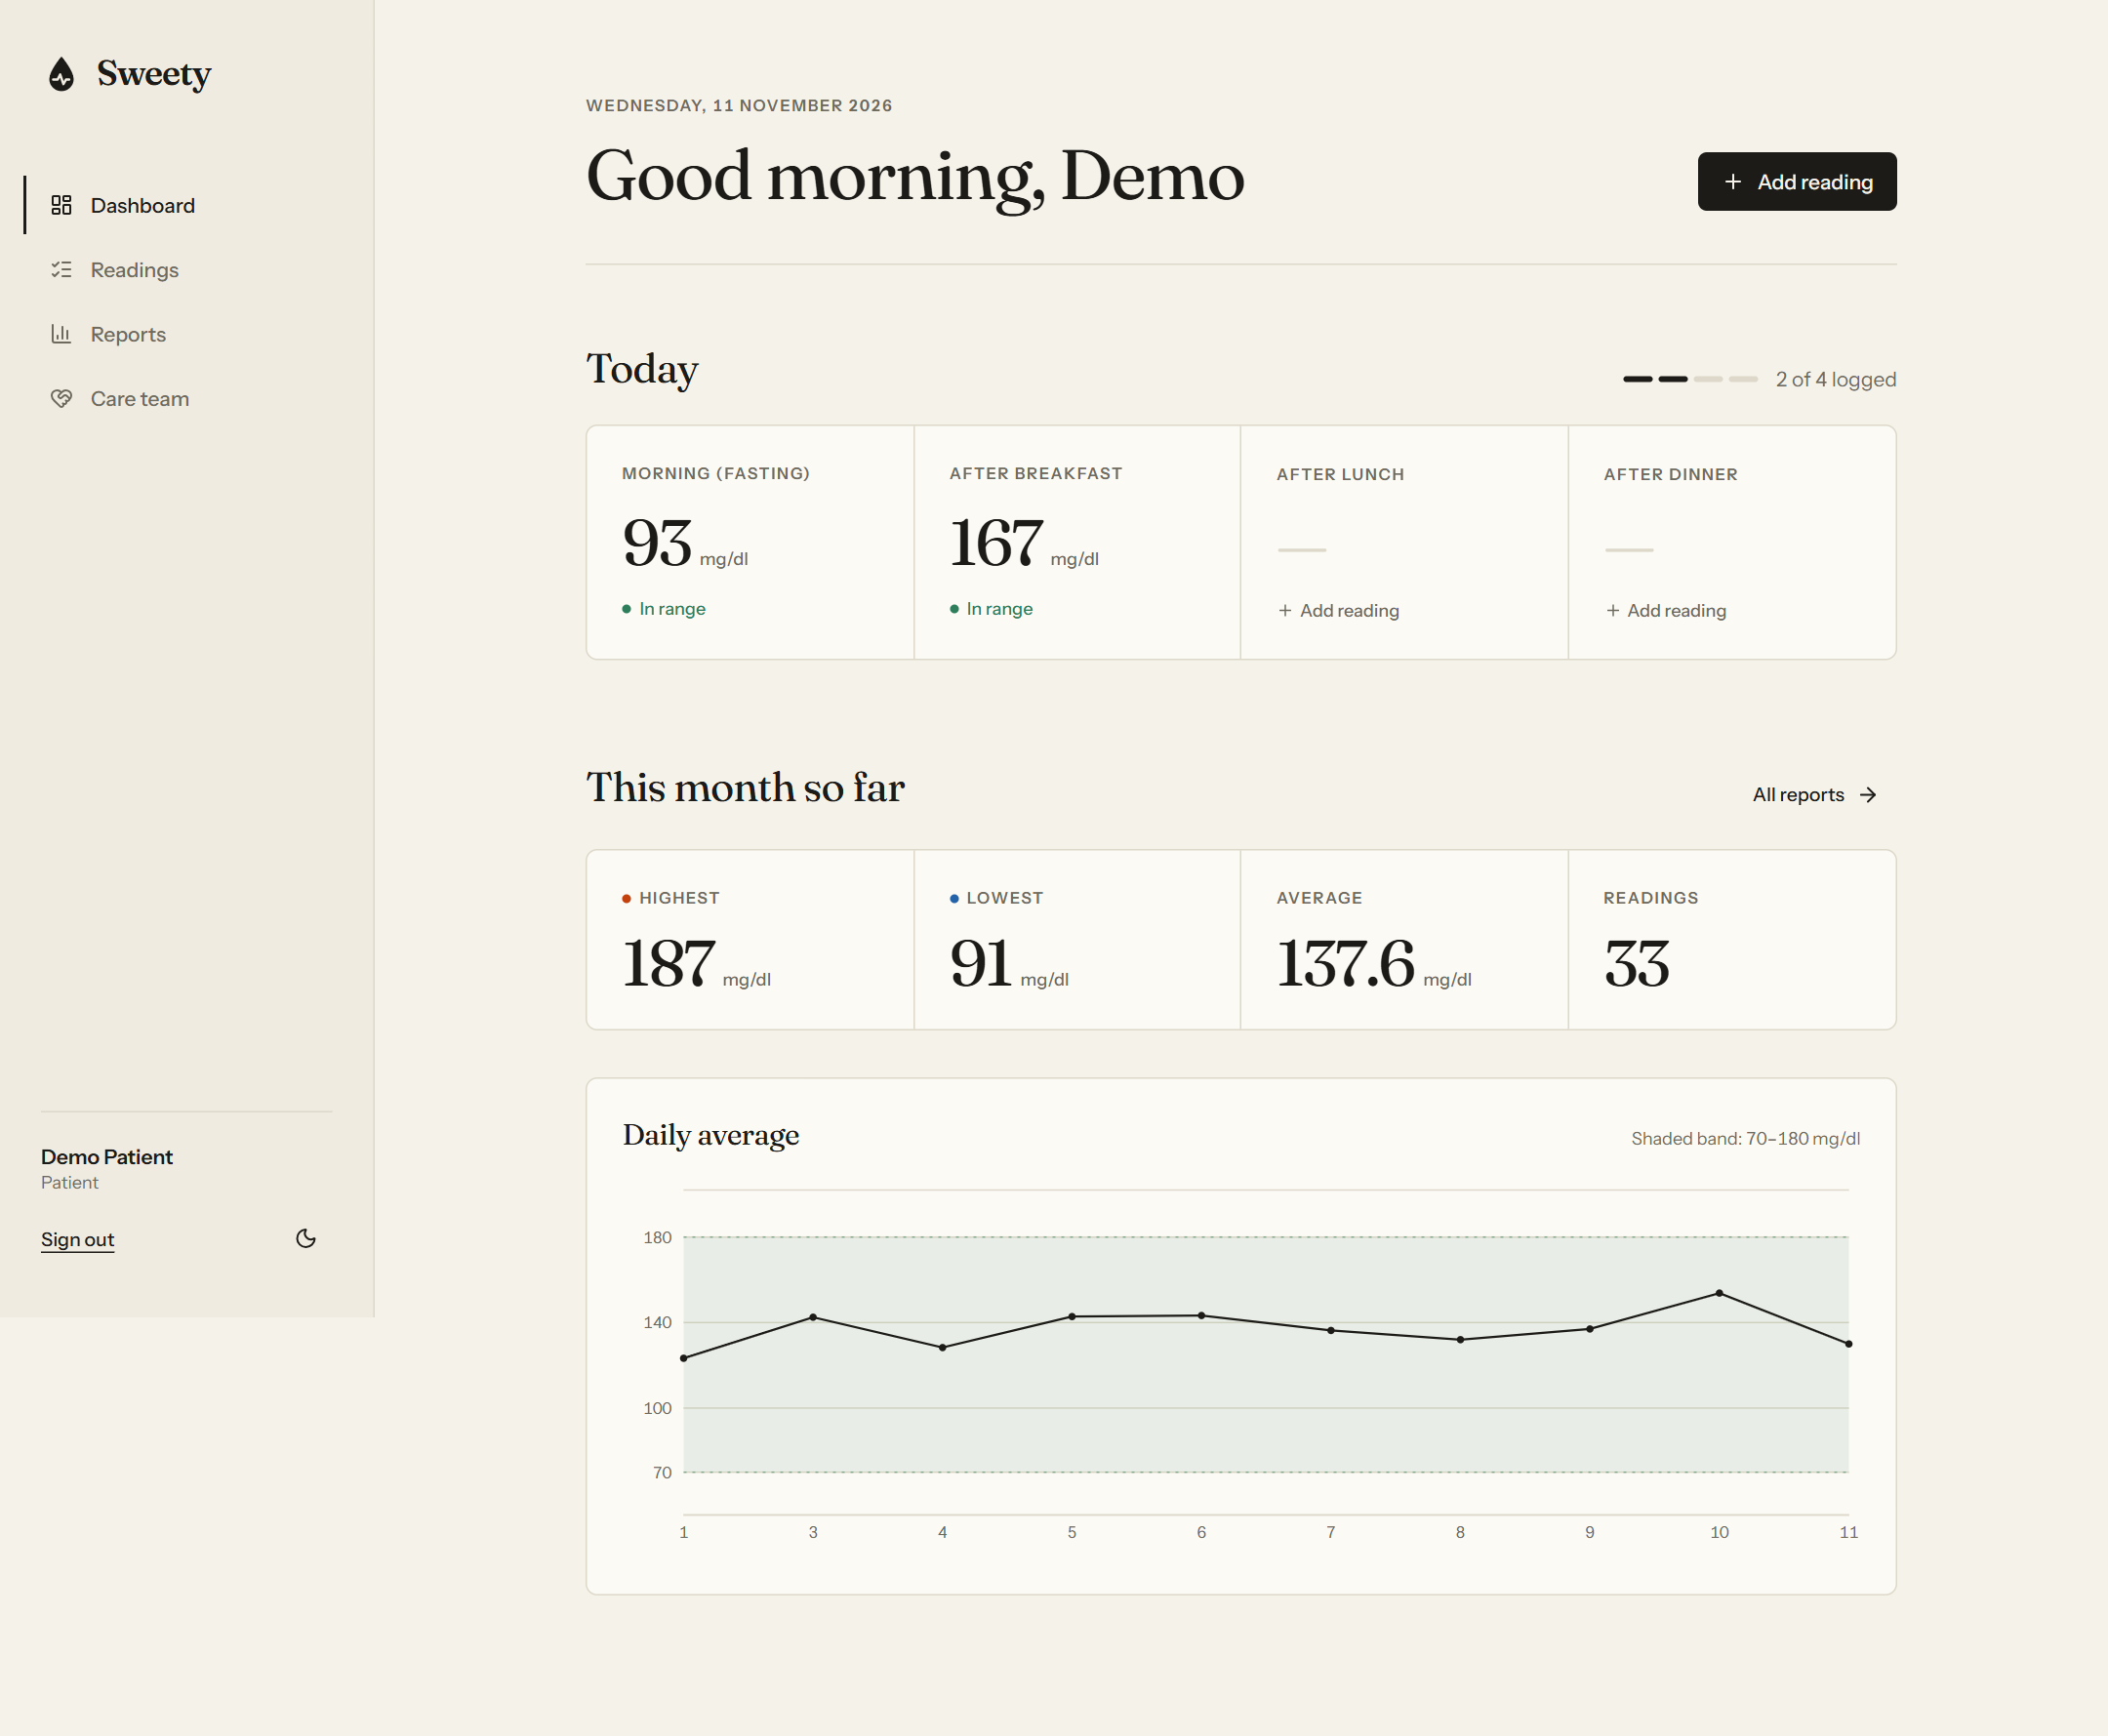 Sweety
Dashboard
Readings
Reports
Care team
Demo Patient
Patient
Sign out
WEDNESDAY, 11 NOVEMBER 2026
Good morning, Demo
+ Add reading
Today
2 of 4 logged
MORNING (FASTING)
93 mg/dl
In range
AFTER BREAKFAST
167 mg/dl
In range
AFTER LUNCH
—
+ Add reading
AFTER DINNER
—
+ Add reading
This month so far
All reports →
HIGHEST
187 mg/dl
LOWEST
91 mg/dl
AVERAGE
137.6 mg/dl
READINGS
33
Daily average
Shaded band: 70–180 mg/dl
180
140
100
70
1 3 4 5 6 7 8 9 10 11